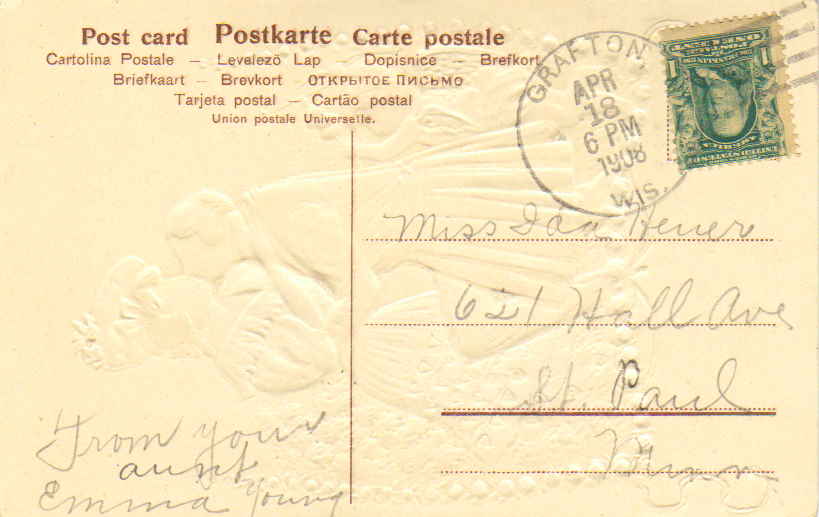 Post card Postkarte Carte postale
Cartolina Postale — Levelező Lap — Dopisnice — Brefkort
Briefkaart — Brevkort — Открытое письмо
Tarjeta postal — Cartão postal
Union postale Universelle.
GRAFTON,
APR
18
6 PM
1908
WIS.
1
Miss Ida Heuer
621 Hall Ave
St. Paul
Minn
P
From your
aunt
Emma Young